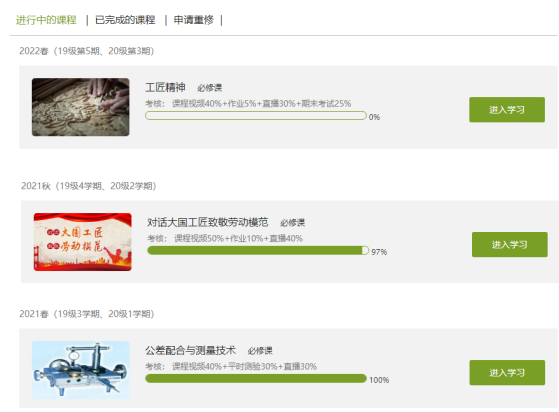 进行中的课程 | 已完成的课程 | 申请重修 |
2022春（19级第5期、20级第3期）
工匠精神 必修课
考核： 课程视频40%+作业5%+直播30%+期末考试25%
0%
进入学习
2021秋（19级4学期、20级2学期）
大国工匠
劳动模范
对话大国工匠致敬劳动模范 必修课
考核： 课程视频50%+作业10%+直播40%
97%
进入学习
2021春（19级3学期、20级1学期）
公差配合与测量技术 必修课
考核： 课程视频40%+平时测验30%+直播30%
100%
进入学习